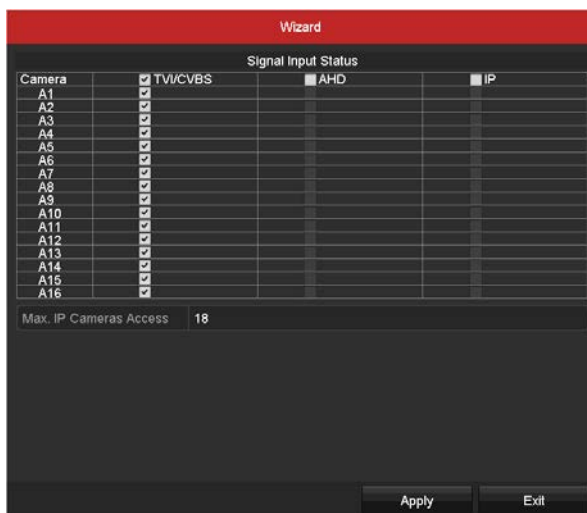 Wizard
Signal Input Status
Camera TVI/CVBS AHD IP
A1
A2
A3
A4
A5
A6
A7
A8
A9
A10
A11
A12
A13
A14
A15
A16
Max. IP Cameras Access 18
Apply Exit